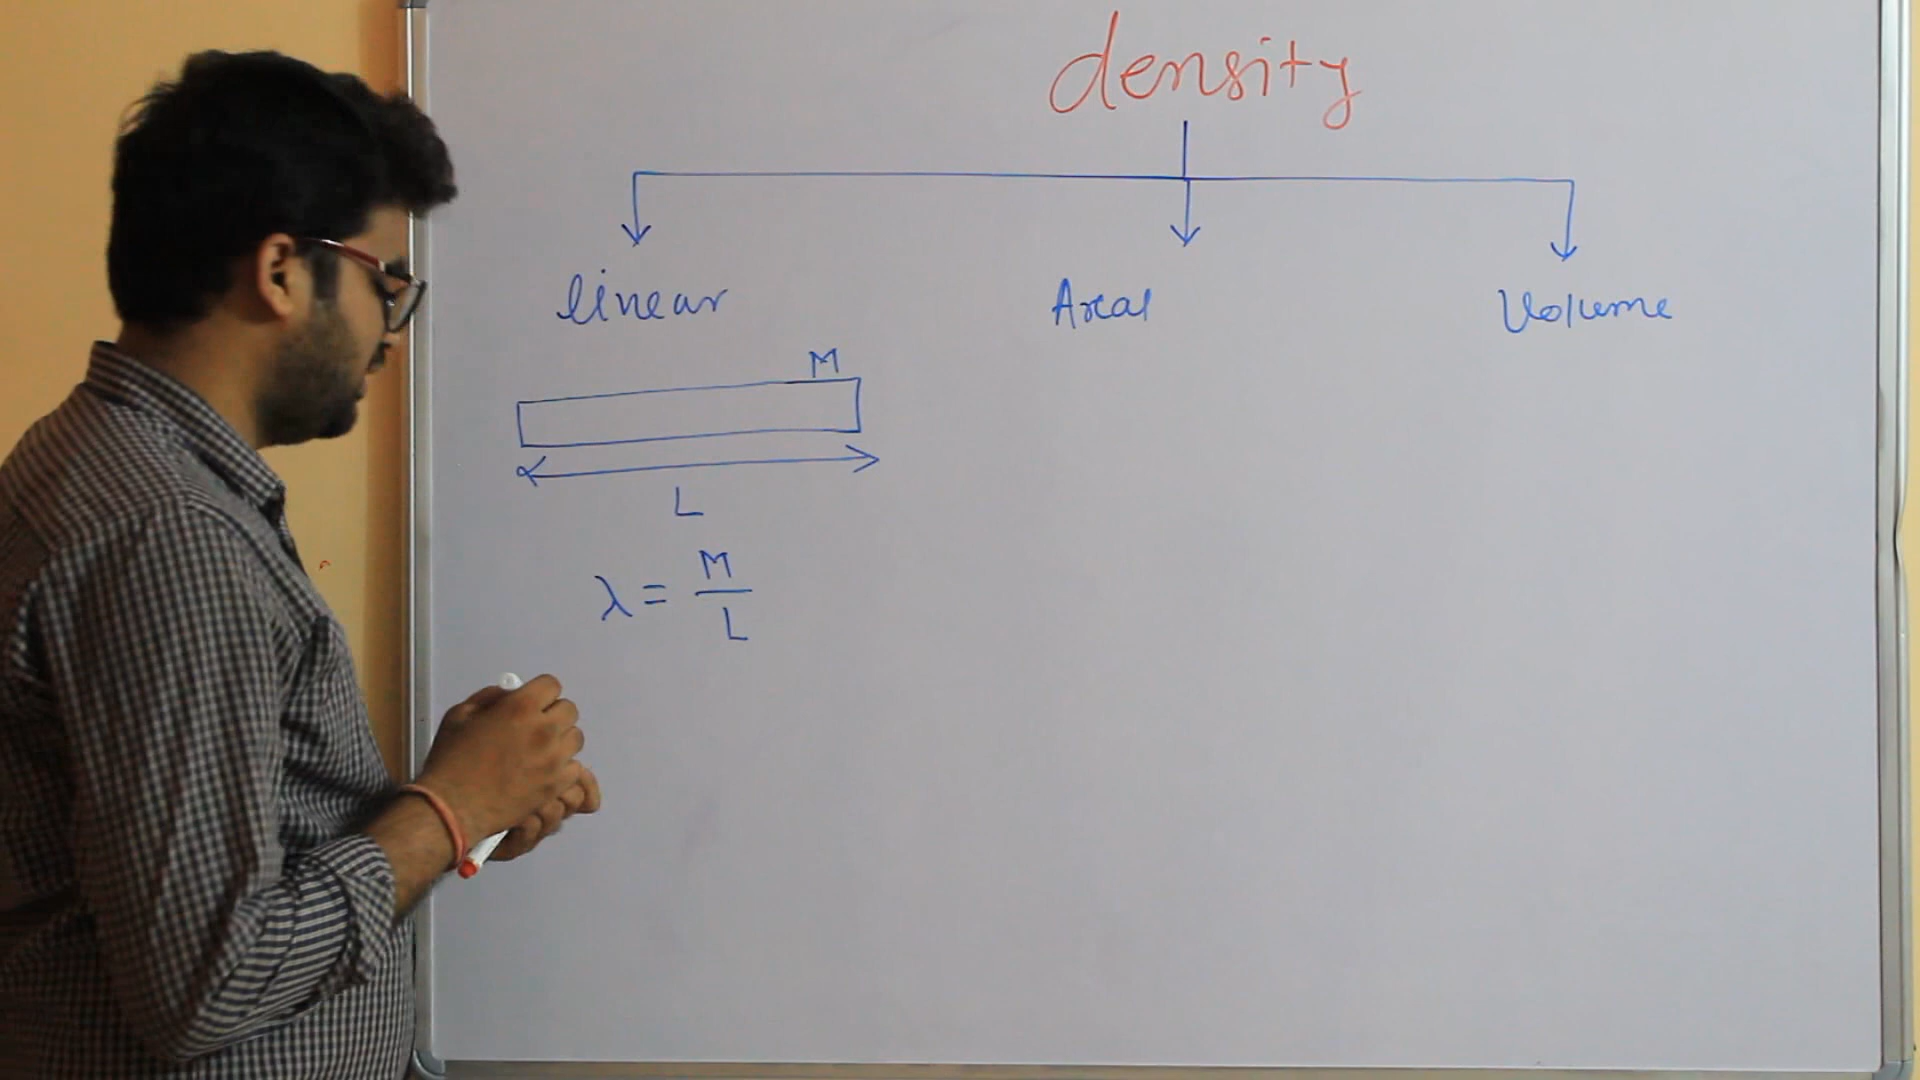 density
linear Areal Volume
M
L
λ = M
L